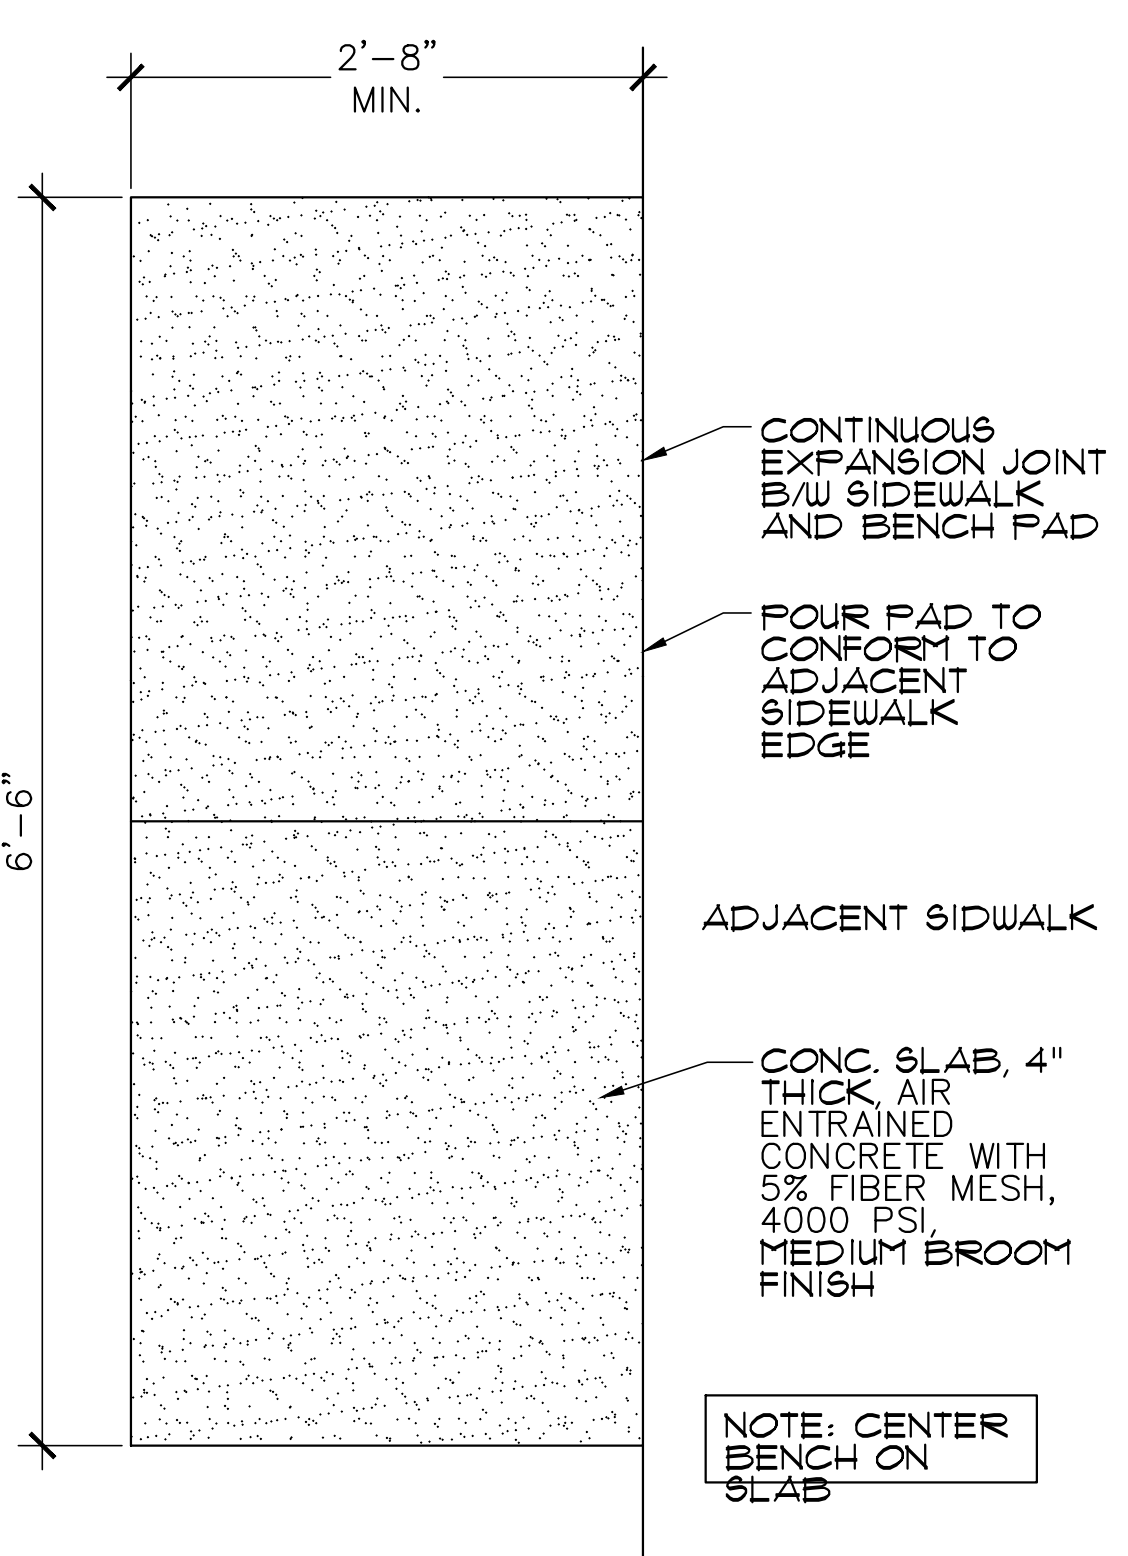 2'-8"
MIN.
CONTINUOUS
EXPANSION JOINT
B/W SIDEWALK
AND BENCH PAD
POUR PAD TO
CONFORM TO
ADJACENT
SIDEWALK
EDGE
6'-6"
ADJACENT SIDWALK
CONC. SLAB, 4"
THICK, AIR
ENTRAINED
CONCRETE WITH
5% FIBER MESH,
4000 PSI,
MEDIUM BROOM
FINISH
NOTE: CENTER
BENCH ON
SLAB